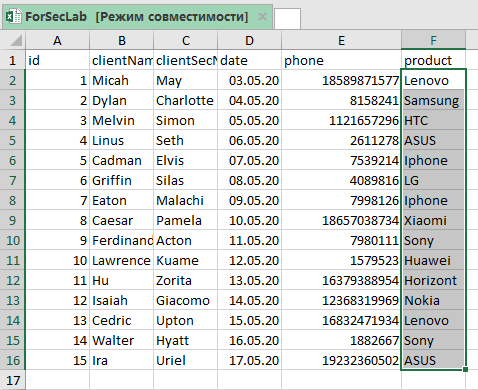 ForSecLab [Режим совместимости]
A B C D E F
1 id clientNam clientSecN date phone product
2 1 Micah May 03.05.20 18589871577 Lenovo
3 2 Dylan Charlotte 04.05.20 8158241 Samsung
4 3 Melvin Simon 05.05.20 1121657296 HTC
5 4 Linus Seth 06.05.20 2611278 ASUS
6 5 Cadman Elvis 07.05.20 7539214 Iphone
7 6 Griffin Silas 08.05.20 4089816 LG
8 7 Eaton Malachi 09.05.20 7998126 Iphone
9 8 Caesar Pamela 10.05.20 18657038734 Xiaomi
10 9 Ferdinand Acton 11.05.20 7980111 Sony
11 10 Lawrence Kuame 12.05.20 1579523 Huawei
12 11 Hu Zorita 13.05.20 16379388954 Horizont
13 12 Isaiah Giacomo 14.05.20 12368319969 Nokia
14 13 Cedric Upton 15.05.20 16832471934 Lenovo
15 14 Walter Hyatt 16.05.20 1882667 Sony
16 15 Ira Uriel 17.05.20 19232360502 ASUS
17